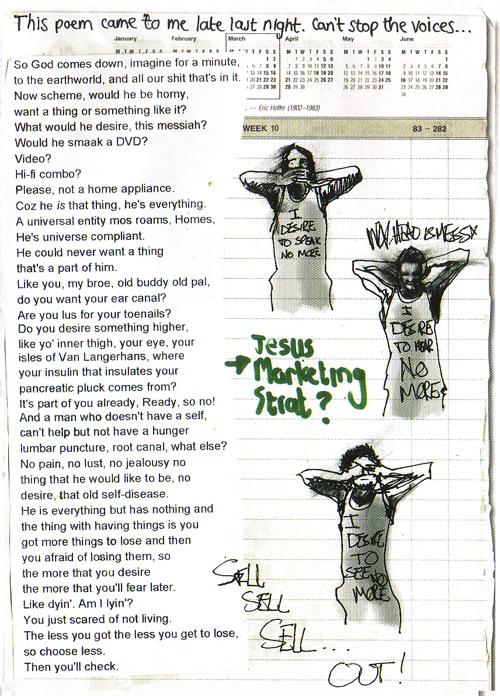 This poem came to me late last night. Can't stop the voices...
January February March April May June
— Eric Hoffer (1902–1983)
WEEK 10
83 - 282
So God comes down, imagine for a minute,
to the earthworld, and all our shit that's in it.
Now scheme, would he be horny,
want a thing or something like it?
What would he desire, this messiah?
Would he smaak a DVD?
Video?
Hi-fi combo?
Please, not a home appliance.
Coz he is that thing, he's everything.
A universal entity mos roams, Homes,
He's universe compliant.
He could never want a thing
that's a part of him.
Like you, my broe, old buddy old pal,
do you want your ear canal?
Are you lus for your toenails?
Do you desire something higher,
like yo' inner thigh, your eye, your
isles of Van Langerhans, where
your insulin that insulates your
pancreatic pluck comes from?
It's part of you already, Ready, so no!
And a man who doesn't have a self,
can't help but not have a hunger
lumbar puncture, root canal, what else?
No pain, no lust, no jealousy no
thing that he would like to be, no
desire, that old self-disease.
He is everything but has nothing and
the thing with having things is you
got more things to lose and then
you afraid of losing them, so
the more that you desire
the more that you'll fear later.
Like dyin'. Am I lyin'?
You just scared of not living.
The less you got the less you get to lose,
so choose less.
Then you'll check.
I
DESIRE
TO SPEAK
NO MORE
MY HEAD IS MESSY
I
DESIRE
TO HEAR
NO
MORE
Jesus
Marketing
Strat?
I
DESIRE
TO
SEE NO
MORE
SELL
SELL
SELL...
OUT!